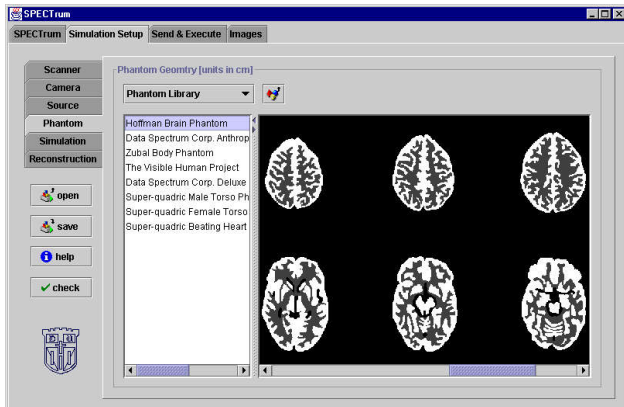 SPECTrum
SPECTrum Simulation Setup Send & Execute Images
Scanner
Camera
Source
Phantom
Simulation
Reconstruction
open
save
help
check
Phantom Geomtry [units in cm]
Phantom Library
Hoffman Brain Phantom
Data Spectrum Corp. Anthrop
Zubal Body Phantom
The Visible Human Project
Data Spectrum Corp. Deluxe
Super-quadric Male Torso Ph
Super-quadric Female Torso
Super-quadric Beating Heart